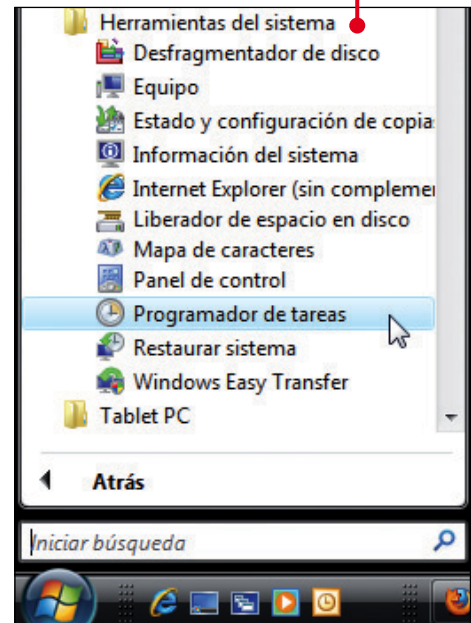 Herramientas del sistema
Desfragmentador de disco
Equipo
Estado y configuración de copia
Información del sistema
Internet Explorer (sin complemen
Liberador de espacio en disco
Mapa de caracteres
Panel de control
Programador de tareas
Restaurar sistema
Windows Easy Transfer
Tablet PC
Atrás
Iniciar búsqueda